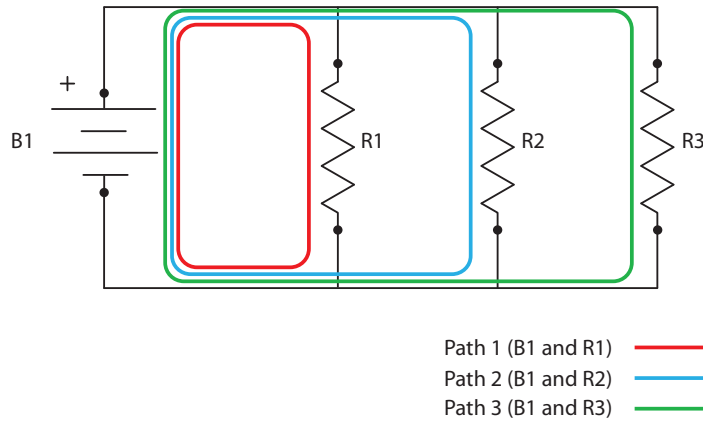 +
B1
R1
R2
R3
Path 1 (B1 and R1)
Path 2 (B1 and R2)
Path 3 (B1 and R3)